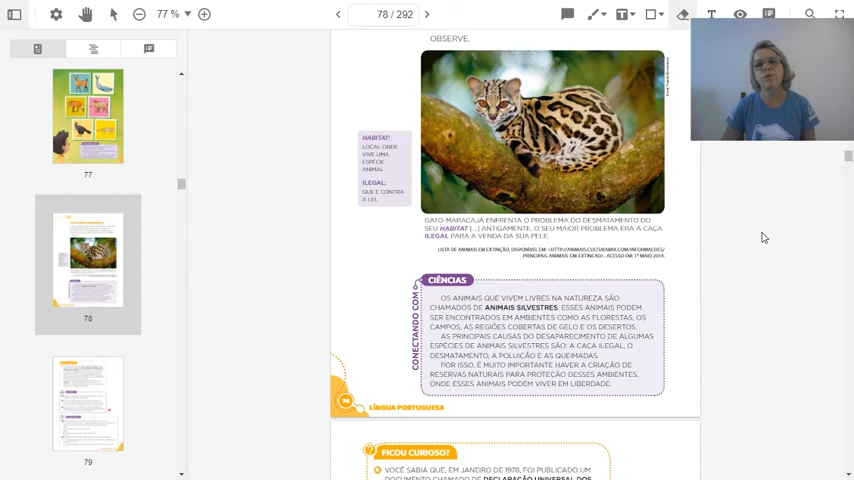 77 %
78 / 292
77
78
79
OBSERVE.
HABITAT:
LOCAL ONDE
VIVE UMA
ESPÉCIE
ANIMAL.
ILEGAL:
QUE É CONTRA
A LEI.
GATO-MARACAJÁ ENFRENTA O PROBLEMA DO DESMATAMENTO DO
SEU HABITAT [...] ANTIGAMENTE, O SEU MAIOR PROBLEMA ERA A CAÇA
ILEGAL PARA A VENDA DA SUA PELE.
LISTA DE ANIMAIS EM EXTINÇÃO. DISPONÍVEL EM: <HTTP://ANIMAIS.CULTURAMIX.COM/INFORMACOES/
PRINCIPAIS-ANIMAIS-EM-EXTINCAO>. ACESSO EM: 1º MAIO 2019.
CONECTANDO COM
CIÊNCIAS
OS ANIMAIS QUE VIVEM LIVRES NA NATUREZA SÃO
CHAMADOS DE ANIMAIS SILVESTRES. ESSES ANIMAIS PODEM
SER ENCONTRADOS EM AMBIENTES COMO AS FLORESTAS, OS
CAMPOS, AS REGIÕES COBERTAS DE GELO E OS DESERTOS.
AS PRINCIPAIS CAUSAS DO DESAPARECIMENTO DE ALGUMAS
ESPÉCIES DE ANIMAIS SILVESTRES SÃO: A CAÇA ILEGAL, O
DESMATAMENTO, A POLUIÇÃO E AS QUEIMADAS.
POR ISSO, É MUITO IMPORTANTE HAVER A CRIAÇÃO DE
RESERVAS NATURAIS PARA PROTEÇÃO DESSES AMBIENTES,
ONDE ESSES ANIMAIS PODEM VIVER EM LIBERDADE.
LÍNGUA PORTUGUESA
FICOU CURIOSO?
VOCÊ SABIA QUE, EM JANEIRO DE 1978, FOI PUBLICADO UM
DOCUMENTO CHAMADO DE DECLARAÇÃO UNIVERSAL DOS